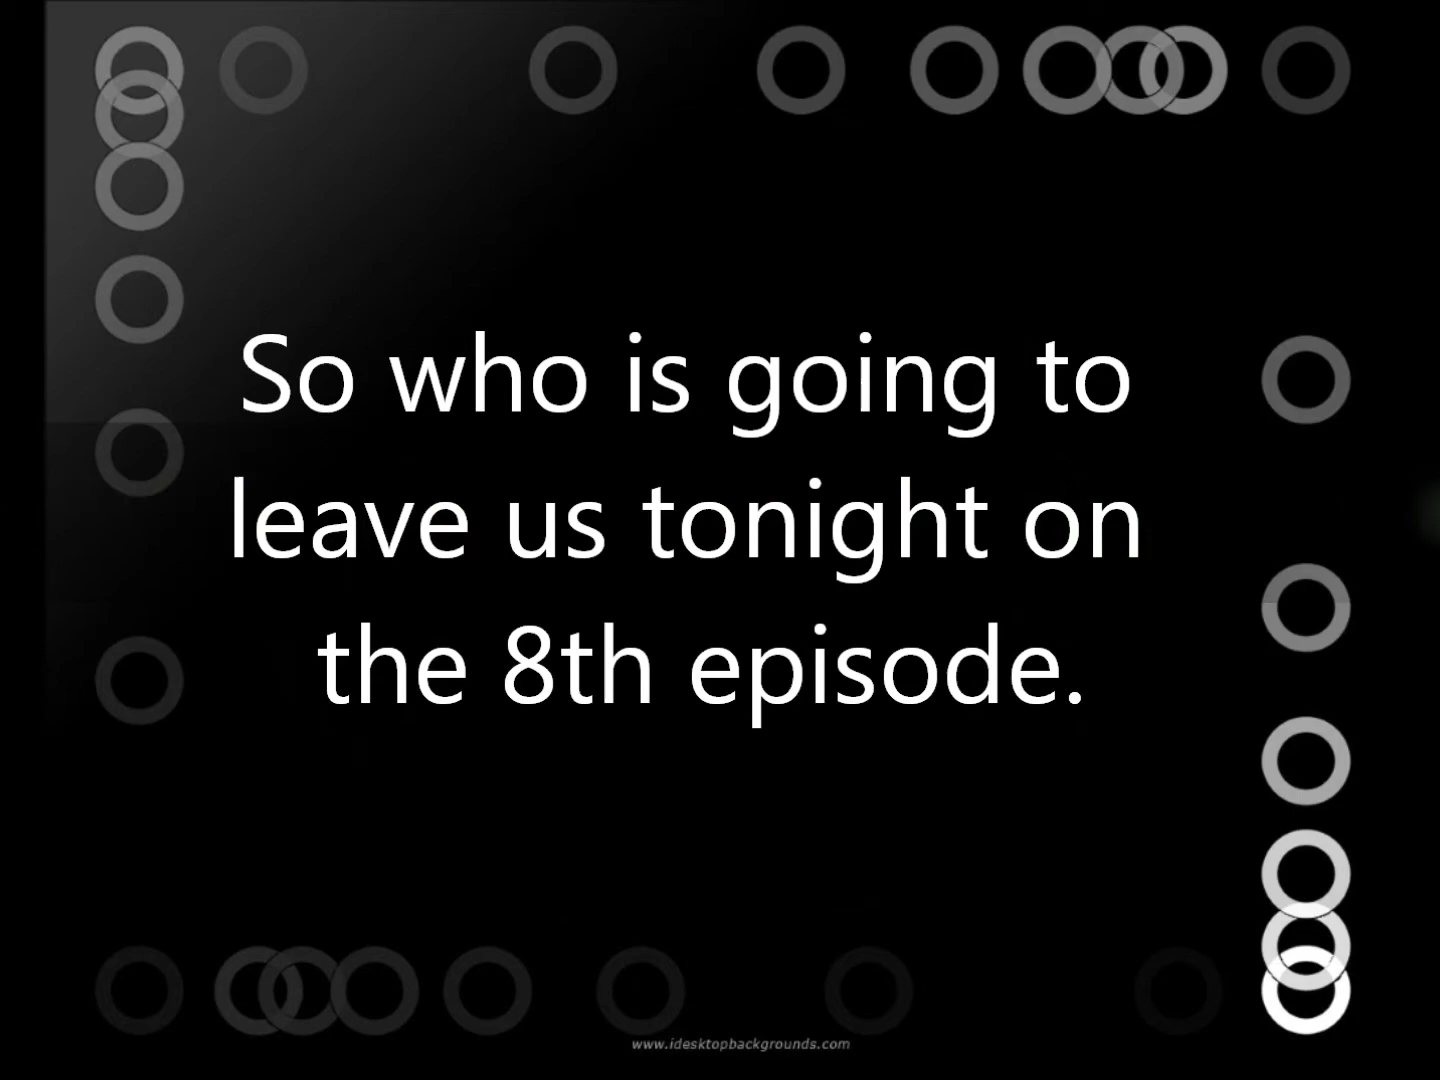 So who is going to
leave us tonight on
the 8th episode.
www.idesktopbackgrounds.com